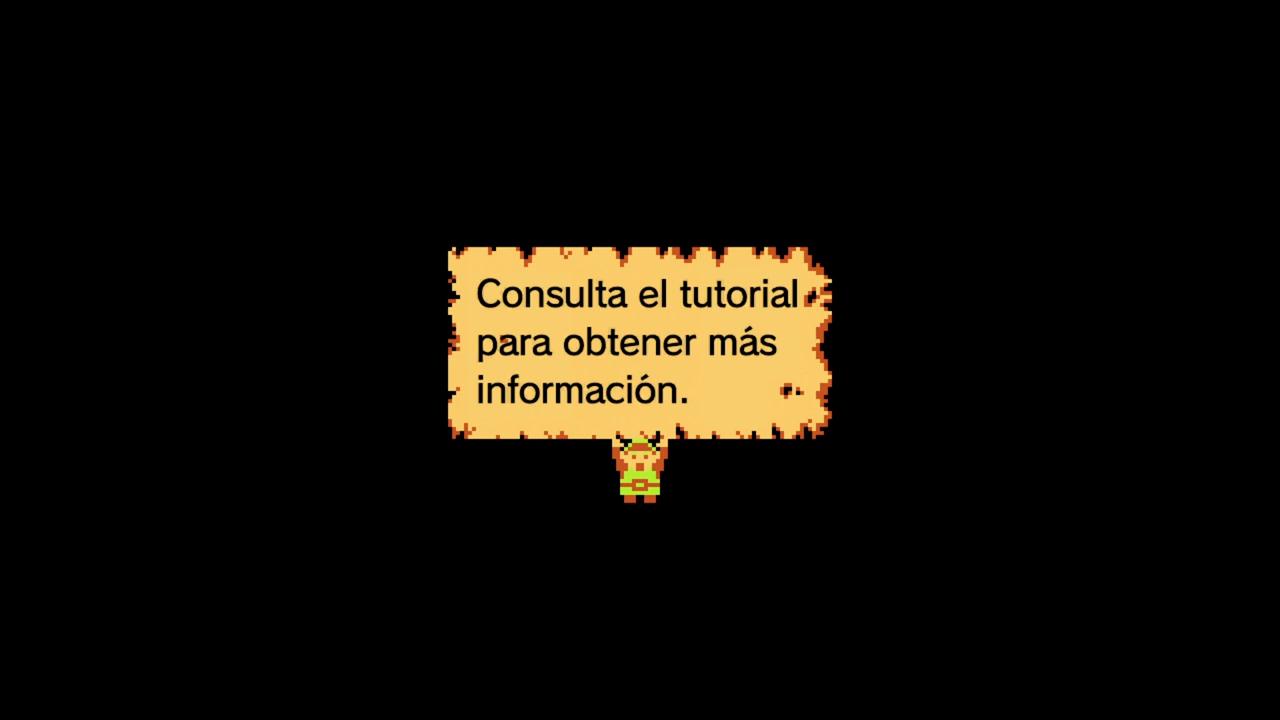 Consulta el tutorial
para obtener más
información.